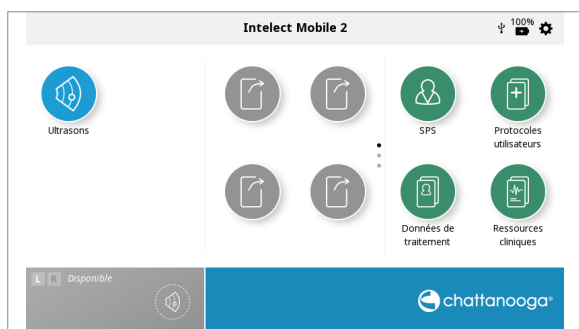 Intelect Mobile 2
100%
Ultrasons
SPS
Protocoles
utilisateurs
Données de
traitement
Ressources
cliniques
L R Disponible
chattanooga®